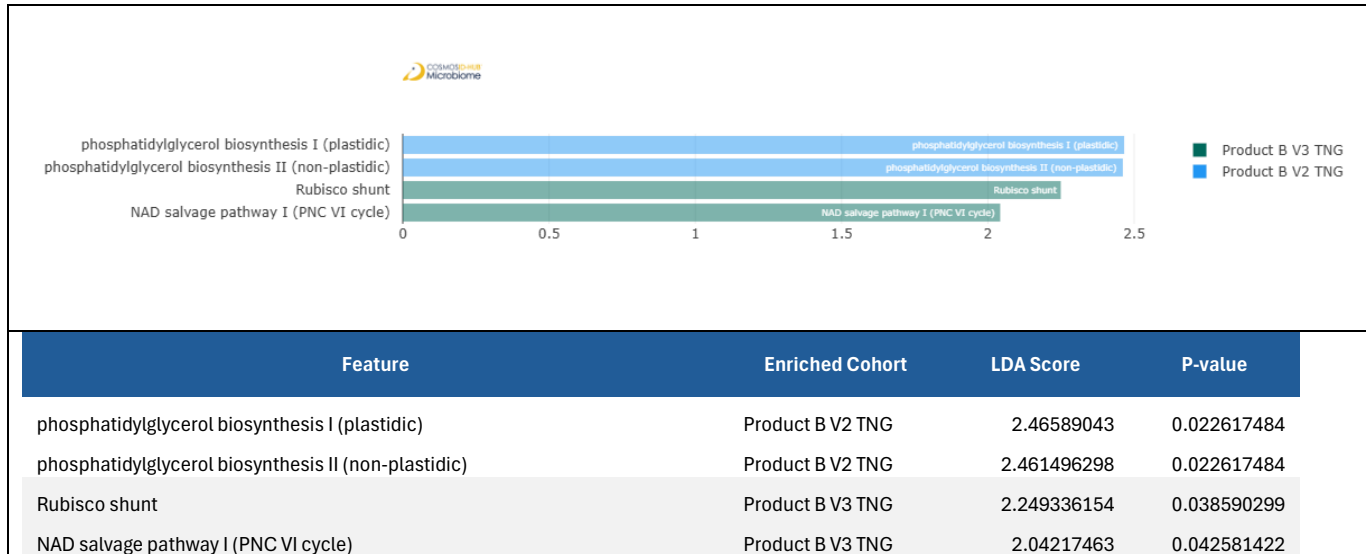 COSMOSID-HUB
Microbiome
phosphatidylglycerol biosynthesis I (plastidic)
phosphatidylglycerol biosynthesis I (plastidic)
Product B V3 TNG
phosphatidylglycerol biosynthesis II (non-plastidic)
phosphatidylglycerol biosynthesis II (non-plastidic)
Product B V2 TNG
Rubisco shunt
Rubisco shunt
NAD salvage pathway I (PNC VI cycle)
NAD salvage pathway I (PNC VI cycle)
0 0.5 1 1.5 2 2.5
Feature Enriched Cohort LDA Score P-value
phosphatidylglycerol biosynthesis I (plastidic) Product B V2 TNG 2.46589043 0.022617484
phosphatidylglycerol biosynthesis II (non-plastidic) Product B V2 TNG 2.461496298 0.022617484
Rubisco shunt Product B V3 TNG 2.249336154 0.038590299
NAD salvage pathway I (PNC VI cycle) Product B V3 TNG 2.04217463 0.042581422